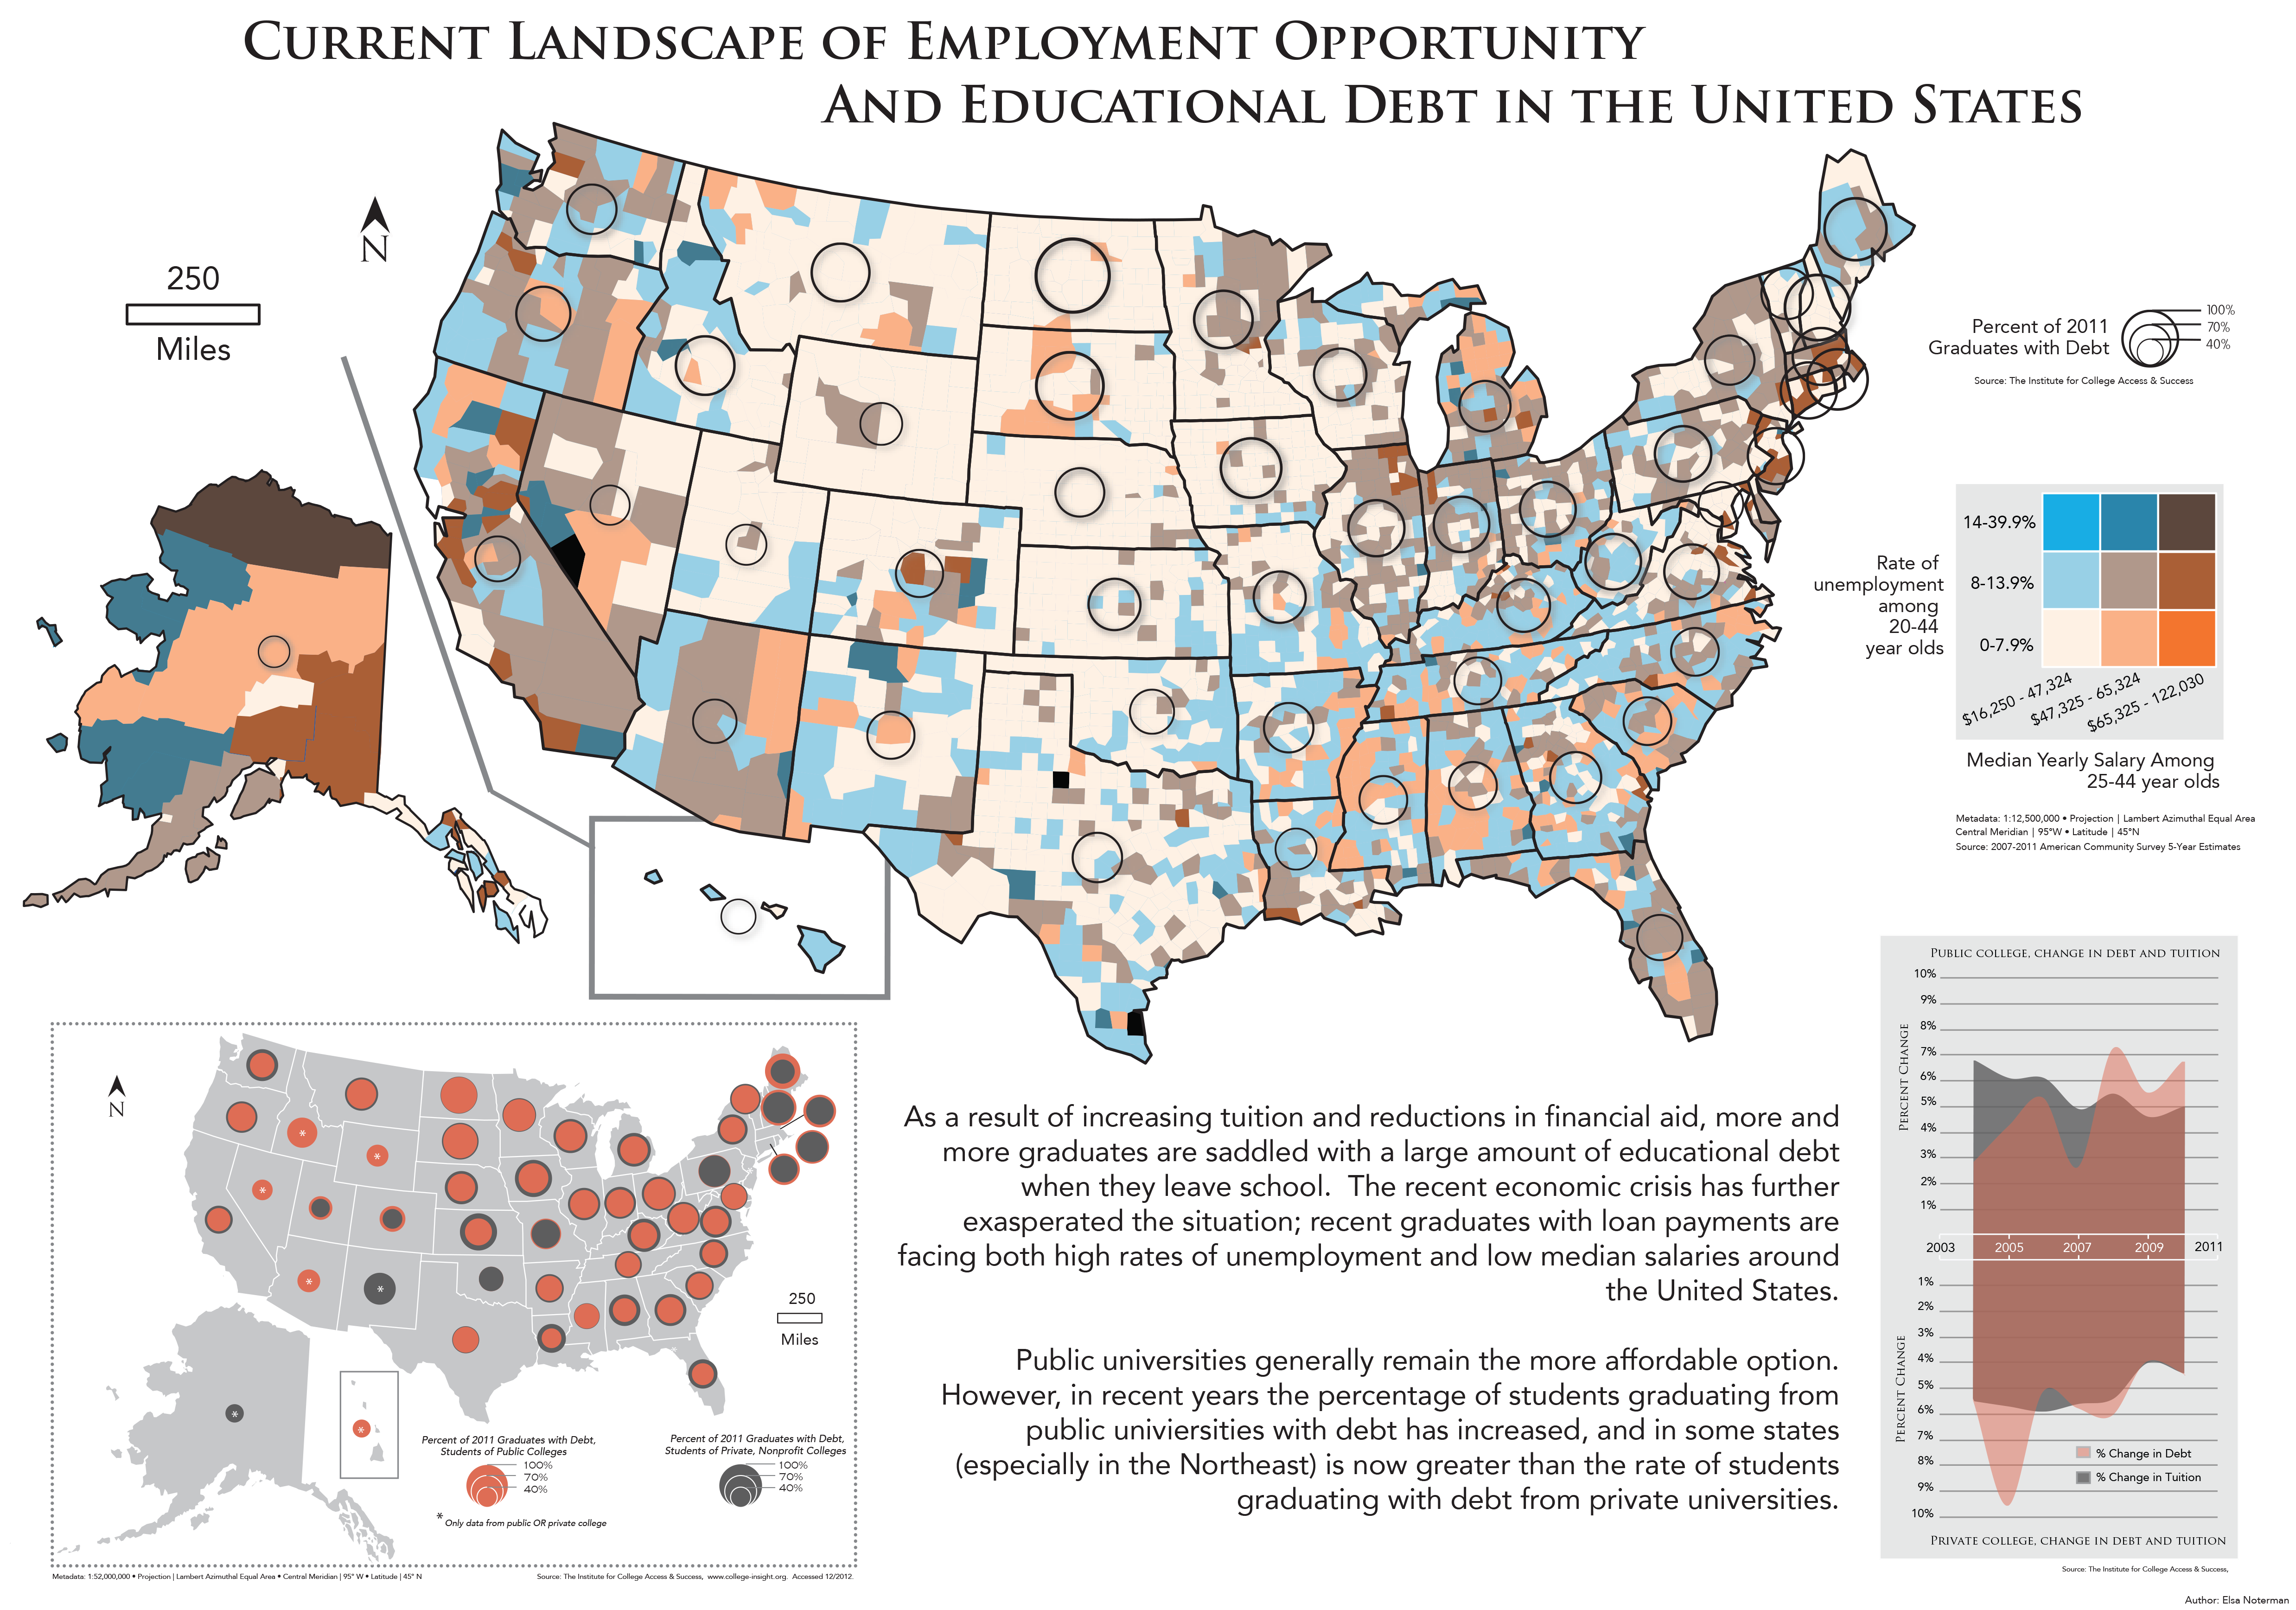 CURRENT LANDSCAPE OF EMPLOYMENT OPPORTUNITY
AND EDUCATIONAL DEBT IN THE UNITED STATES
N
250
Miles
Percent of 2011
Graduates with Debt
100%
70%
40%
Source: The Institute for College Access & Success
Rate of
unemployment
among
20-44
year olds
14-39.9%
8-13.9%
0-7.9%
$16,250 - 47,324
$47,325 - 65,324
$65,325 - 122,030
Median Yearly Salary Among
25-44 year olds
Metadata: 1:12,500,000 • Projection | Lambert Azimuthal Equal Area
Central Meridian | 95°W • Latitude | 45°N
Source: 2007-2011 American Community Survey 5-Year Estimates
N
*
*
*
*
*
*
*
250
Miles
Percent of 2011 Graduates with Debt,
Students of Public Colleges
100%
70%
40%
Percent of 2011 Graduates with Debt,
Students of Private, Nonprofit Colleges
100%
70%
40%
* Only data from public OR private college
Metadata: 1:52,000,000 • Projection | Lambert Azimuthal Equal Area • Central Meridian | 95° W • Latitude | 45° N
Source: The Institute for College Access & Success, www.college-insight.org. Accessed 12/2012.
As a result of increasing tuition and reductions in financial aid, more and
more graduates are saddled with a large amount of educational debt
when they leave school. The recent economic crisis has further
exasperated the situation; recent graduates with loan payments are
facing both high rates of unemployment and low median salaries around
the United States.
Public universities generally remain the more affordable option.
However, in recent years the percentage of students graduating from
public univiersities with debt has increased, and in some states
(especially in the Northeast) is now greater than the rate of students
graduating with debt from private universities.
PUBLIC COLLEGE, CHANGE IN DEBT AND TUITION
PERCENT CHANGE
10%
9%
8%
7%
6%
5%
4%
3%
2%
1%
2003 2005 2007 2009 2011
PERCENT CHANGE
1%
2%
3%
4%
5%
6%
7%
8%
9%
10%
% Change in Debt
% Change in Tuition
PRIVATE COLLEGE, CHANGE IN DEBT AND TUITION
Source: The Institute for College Access & Success,
Author: Elsa Noterman